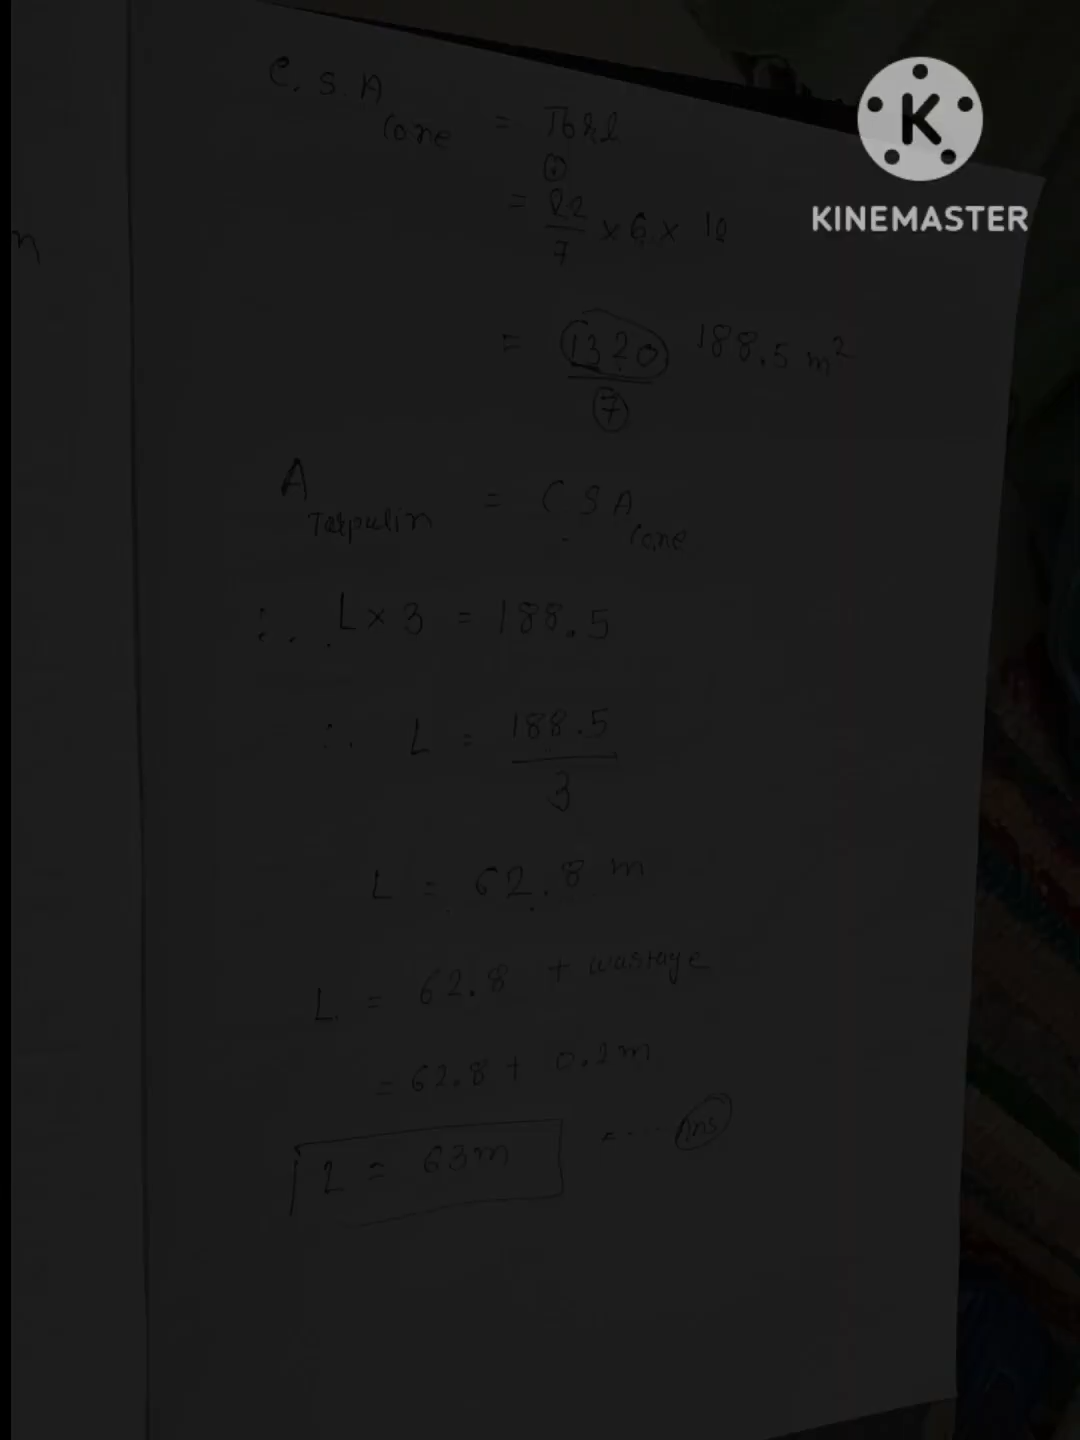 C.S.A cone = πrl
KINEMASTER
= 22/7 × 6 × 10
n
= 1320/7 188.5 m²
A Tarpulin = CSA cone
∴ L × 3 = 188.5
∴ L = 188.5/3
L = 62.8 m
L = 62.8 + wastage
= 62.8 + 0.2m
L = 63m ---- Ans